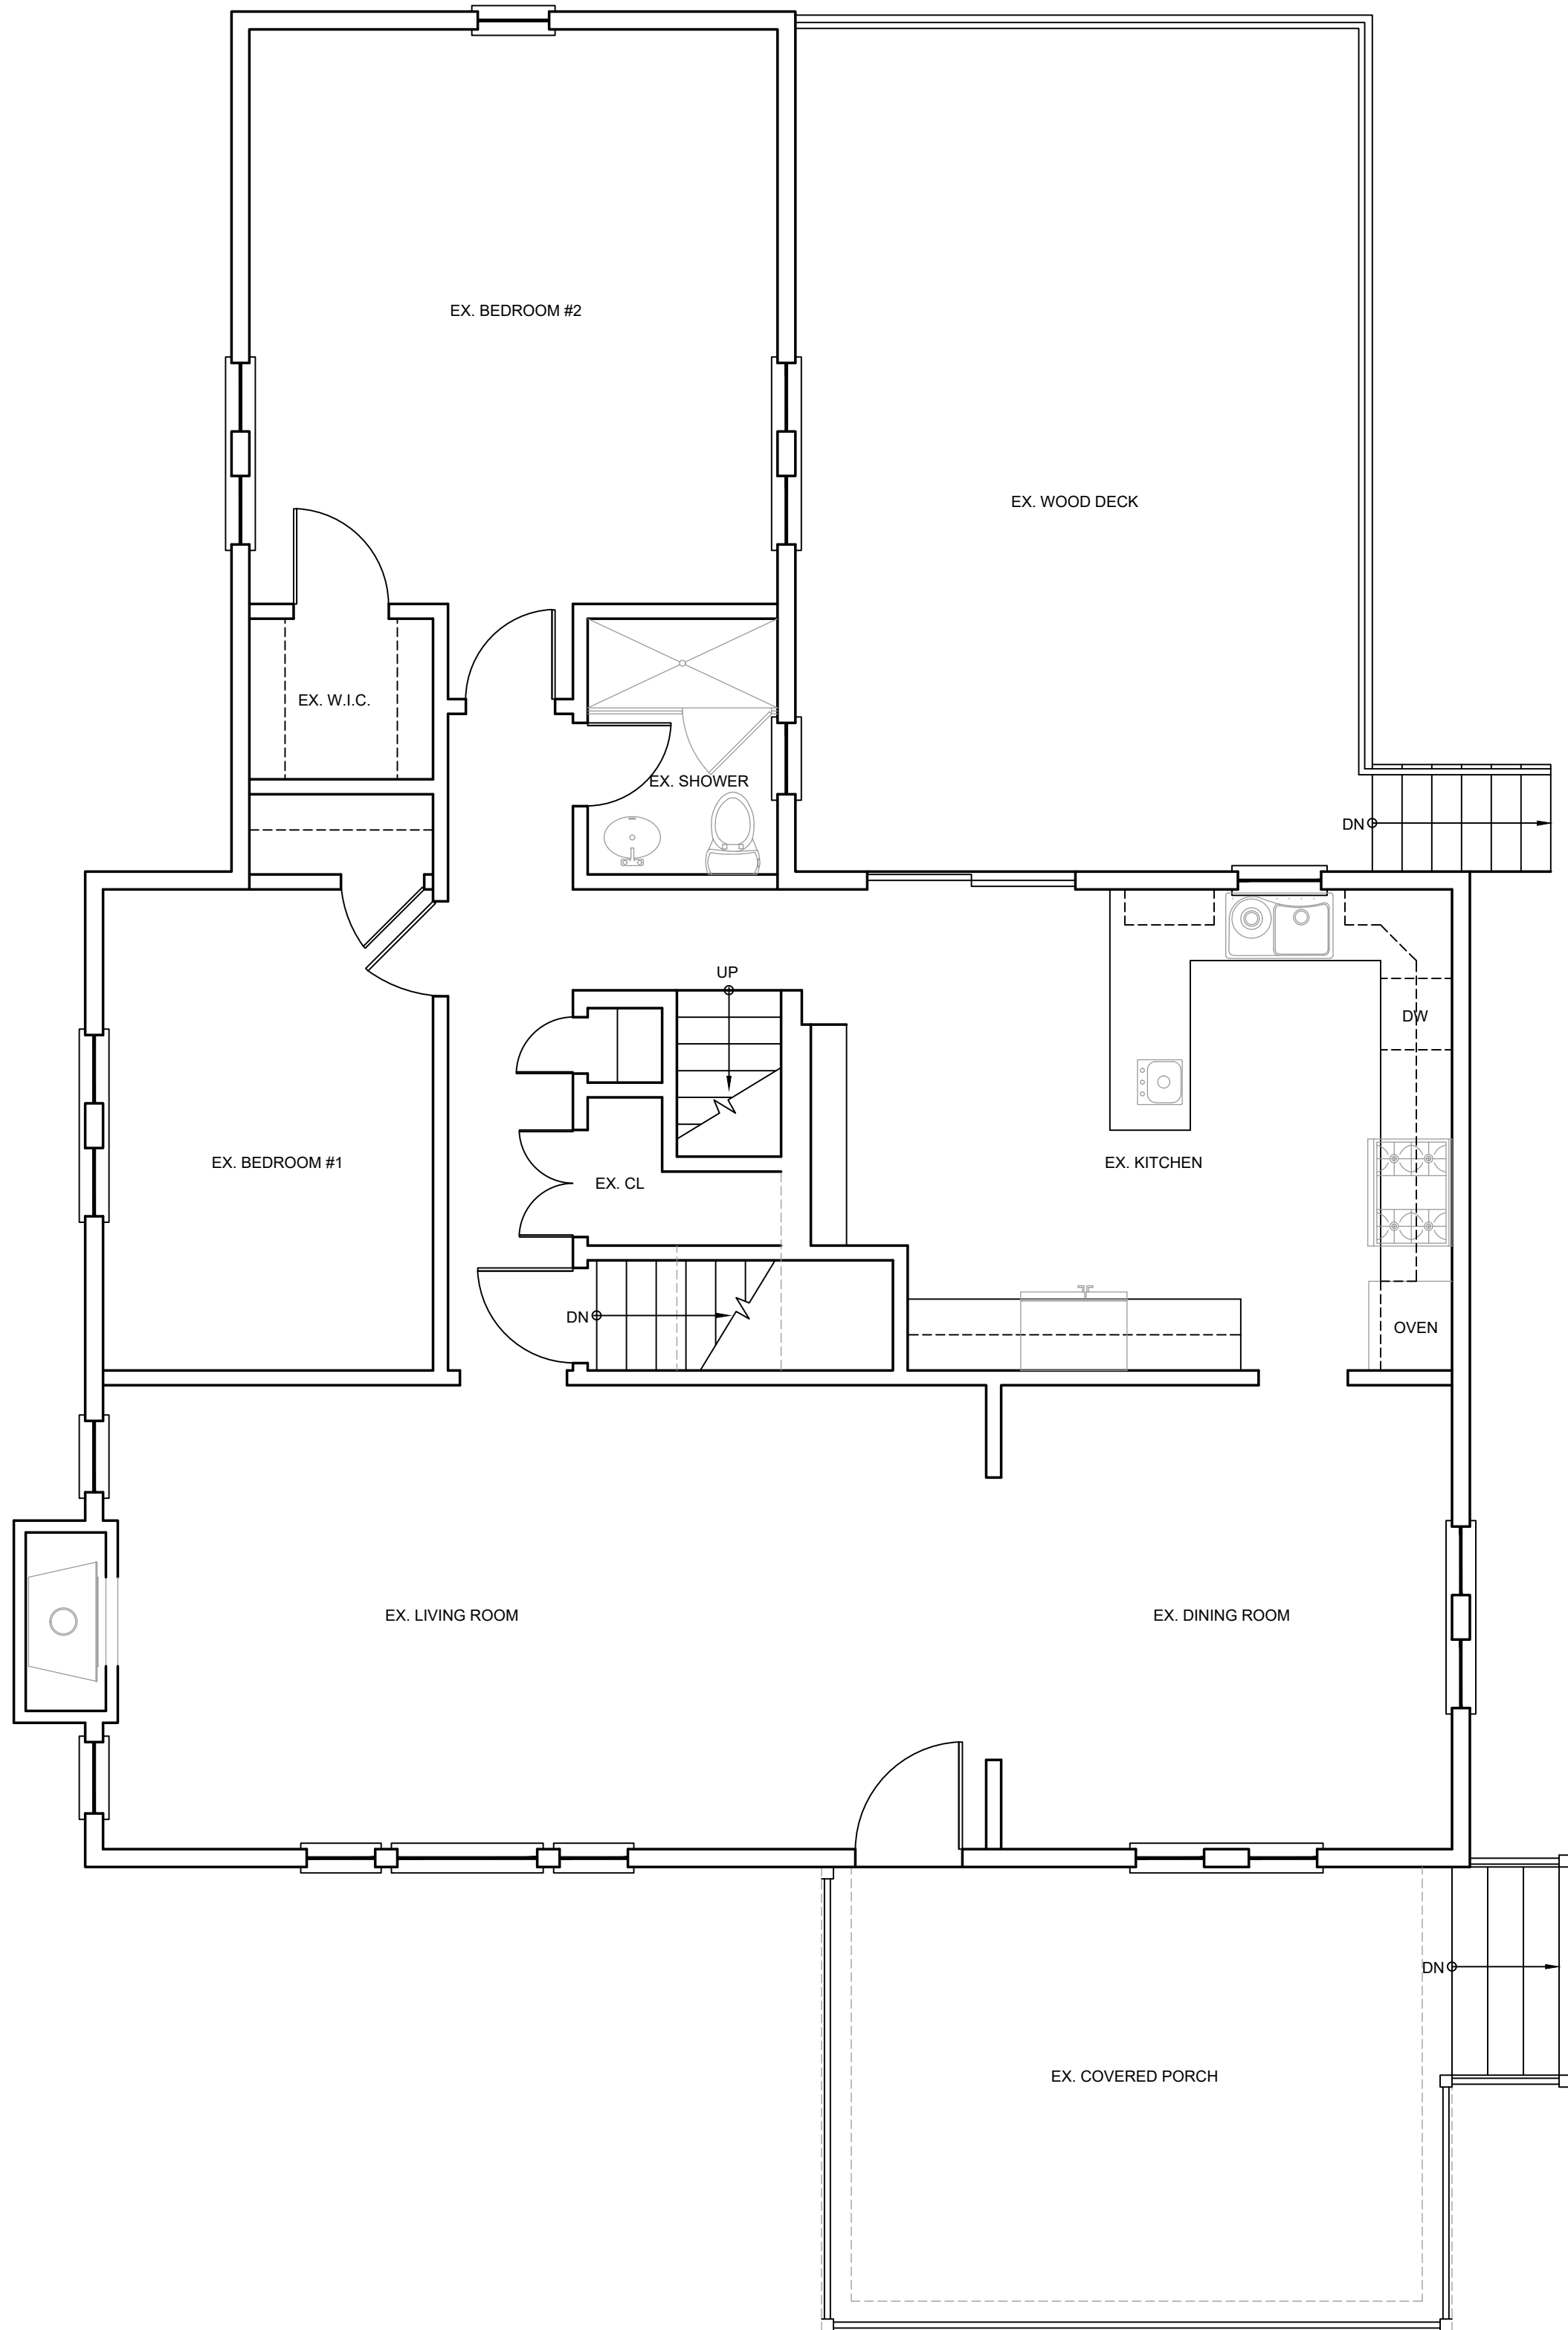 EX. BEDROOM #2
EX. WOOD DECK
EX. W.I.C.
EX. SHOWER
DN
UP
DW
EX. BEDROOM #1
EX. CL
EX. KITCHEN
DN
OVEN
EX. LIVING ROOM
EX. DINING ROOM
DN
EX. COVERED PORCH